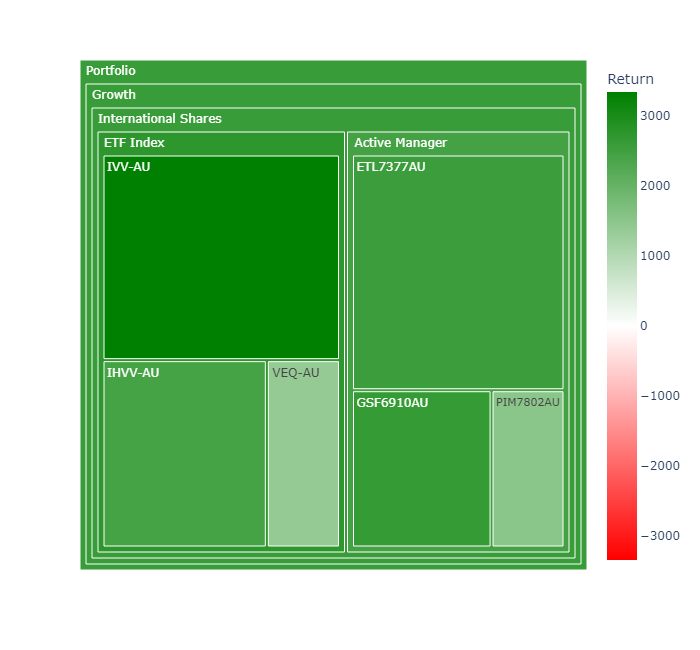 Portfolio
Growth
International Shares
ETF Index
Active Manager
IVV-AU
ETL7377AU
IHVV-AU
VEQ-AU
GSF6910AU
PIM7802AU
Return
3000
2000
1000
0
−1000
−2000
−3000